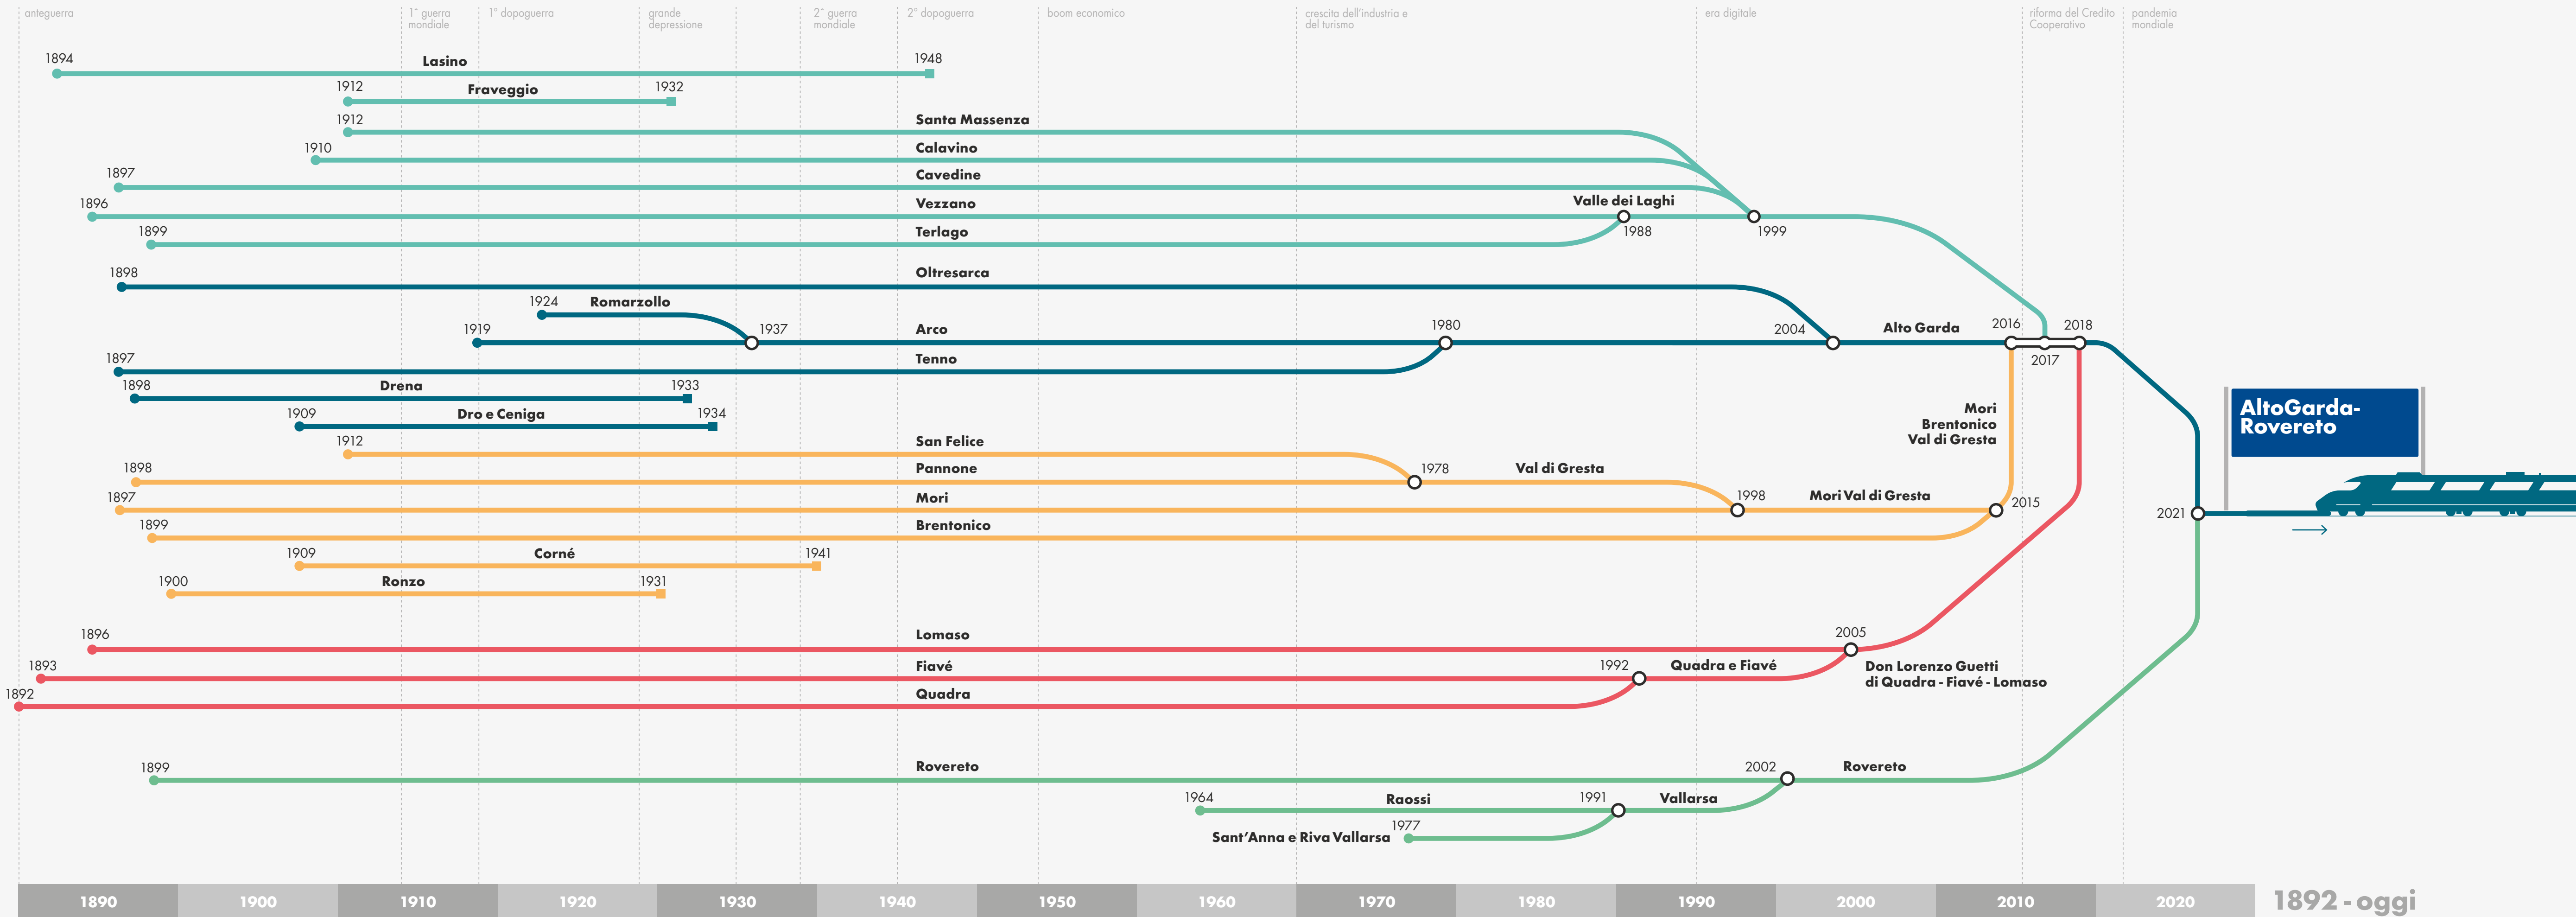 anteguerra
1° guerra
mondiale
1° dopoguerra
grande
depressione
2° guerra
mondiale
2° dopoguerra
boom economico
crescita dell'industria e
del turismo
era digitale
riforma del Credito
Cooperativo
pandemia
mondiale
1894 Lasino 1948
1912 Fraveggio 1932
1912 Santa Massenza
1910 Calavino
1897 Cavedine
1896 Vezzano Valle dei Laghi
1899 Terlago 1988 1999
1898 Oltresarca
1924 Romarzollo
1919 1937 Arco 1980 2004 Alto Garda 2016 2018
2017
1897 Tenno
1898 Drena 1933
1909 Dro e Ceniga 1934
Mori
Brentonico
Val di Gresta
AltoGarda-
Rovereto
1912 San Felice
1898 Pannone 1978 Val di Gresta
1897 Mori 1998 Mori Val di Gresta 2015
2021
1899 Brentonico
1909 Corné 1941
1900 Ronzo 1931
1896 Lomaso 2005
1893 Fiavé 1992 Quadra e Fiavé
Don Lorenzo Guetti
di Quadra - Fiavé - Lomaso
1892 Quadra
1899 Rovereto 2002 Rovereto
1964 Raossi 1991 Vallarsa
Sant'Anna e Riva Vallarsa 1977
1890 1900 1910 1920 1930 1940 1950 1960 1970 1980 1990 2000 2010 2020 1892 - oggi